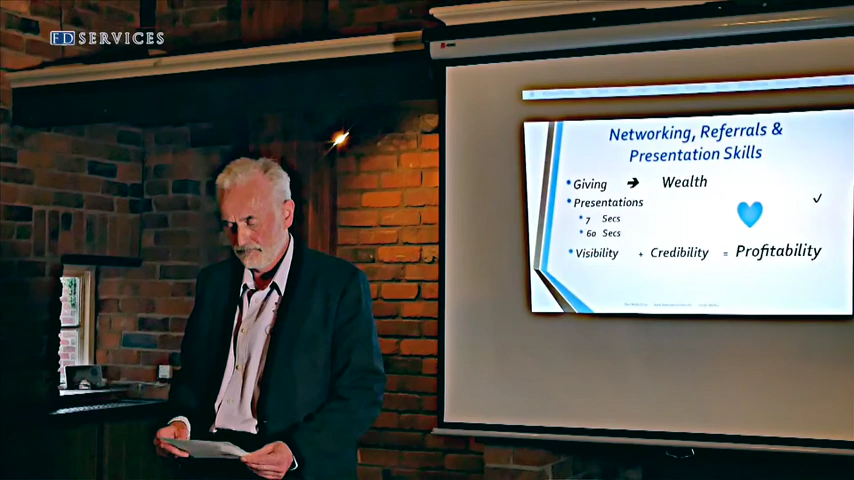 FD SERVICES
Networking, Referrals &
Presentation Skills
• Giving ➔ Wealth
• Presentations
• 7 Secs
• 60 Secs
✓
• Visibility + Credibility = Profitability